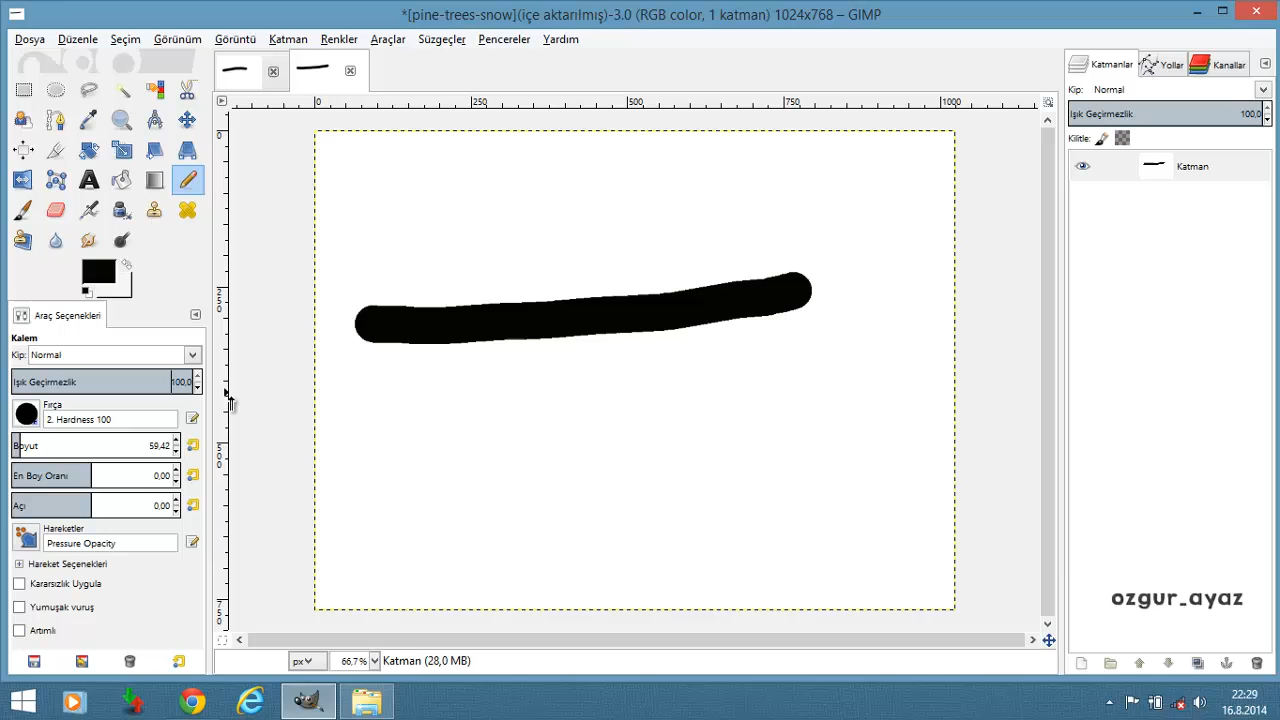 *[pine-trees-snow](içe aktarılmış)-3.0 (RGB color, 1 katman) 1024x768 – GIMP
Dosya Düzenle Seçim Görünüm Görüntü Katman Renkler Araçlar Süzgeçler Pencereler Yardım
Katmanlar Yollar Kanallar
Kip: Normal
Işık Geçirmezlik 100,0
Kilitle:
Katman
0 250 500 750 1000
0
250
500
750
Araç Seçenekleri
Kalem
Kip: Normal
Işık Geçirmezlik 100,0
Fırça
2. Hardness 100
Boyut 59,42
En Boy Oranı 0,00
Açı 0,00
Hareketler
Pressure Opacity
Hareket Seçenekleri
Kararsızlık Uygula
Yumuşak vuruş
Artımlı
ozgur_ayaz
px 66,7% Katman (28,0 MB)
22:29
16.8.2014